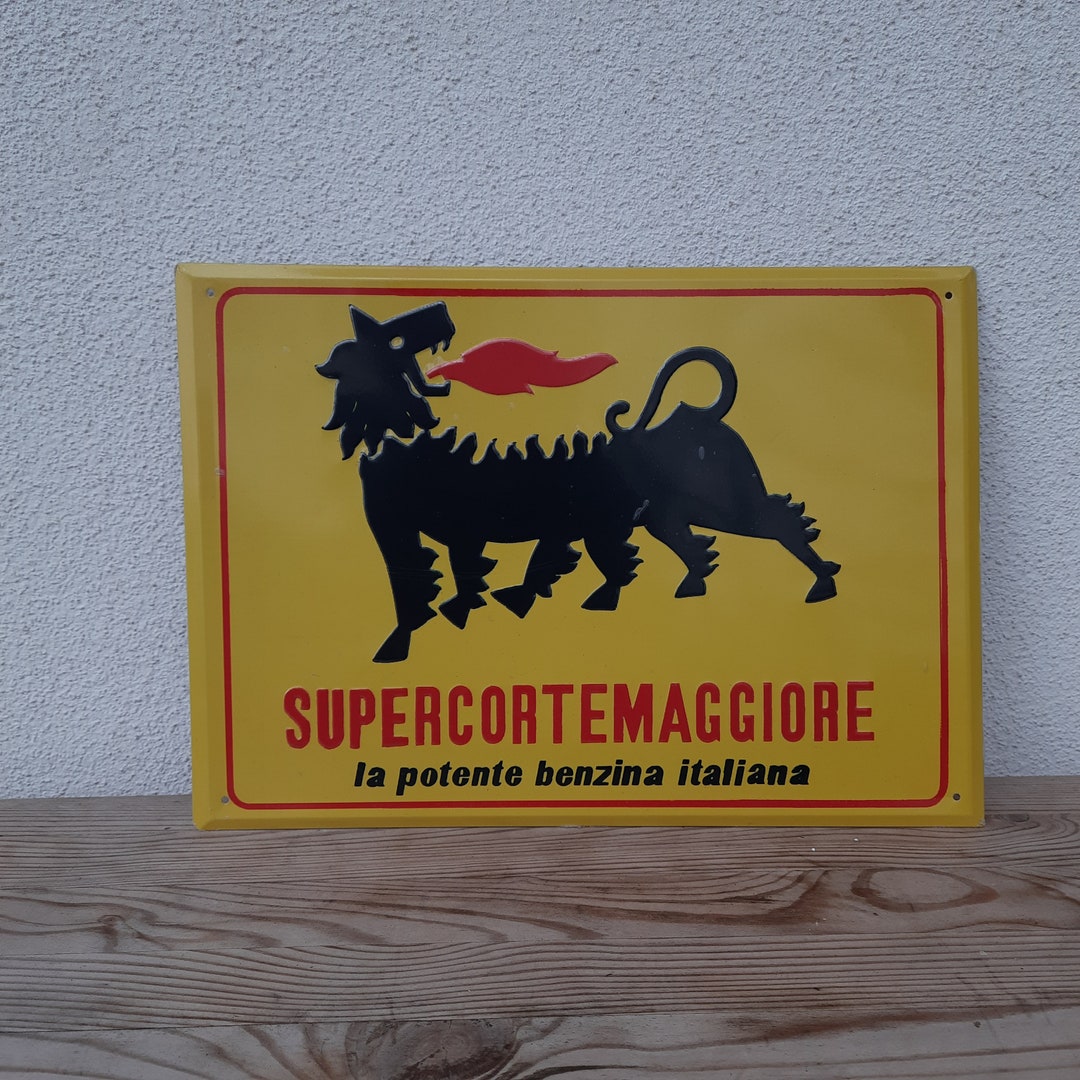 SUPERCORTEMAGGIORE
la potente benzina italiana